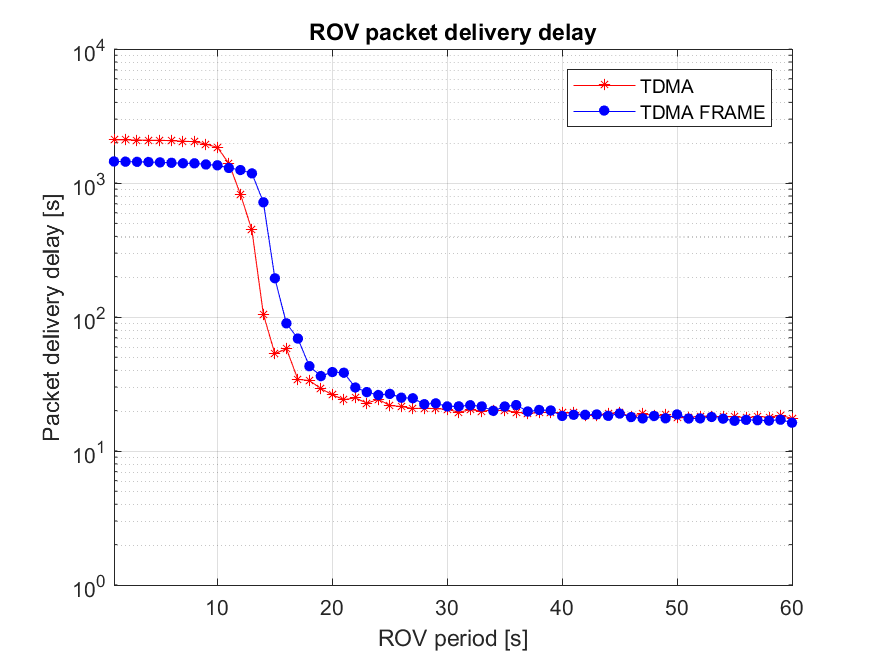 ROV packet delivery delay
10^4
10^3
10^2
10^1
10^0
Packet delivery delay [s]
TDMA
TDMA FRAME
10 20 30 40 50 60
ROV period [s]